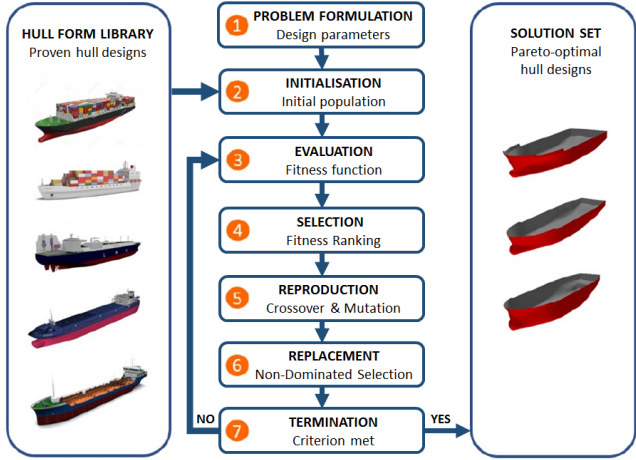 HULL FORM LIBRARY
Proven hull designs
1
PROBLEM FORMULATION
Design parameters
2
INITIALISATION
Initial population
3
EVALUATION
Fitness function
4
SELECTION
Fitness Ranking
5
REPRODUCTION
Crossover & Mutation
6
REPLACEMENT
Non-Dominated Selection
NO
7
TERMINATION
Criterion met
YES
SOLUTION SET
Pareto-optimal
hull designs